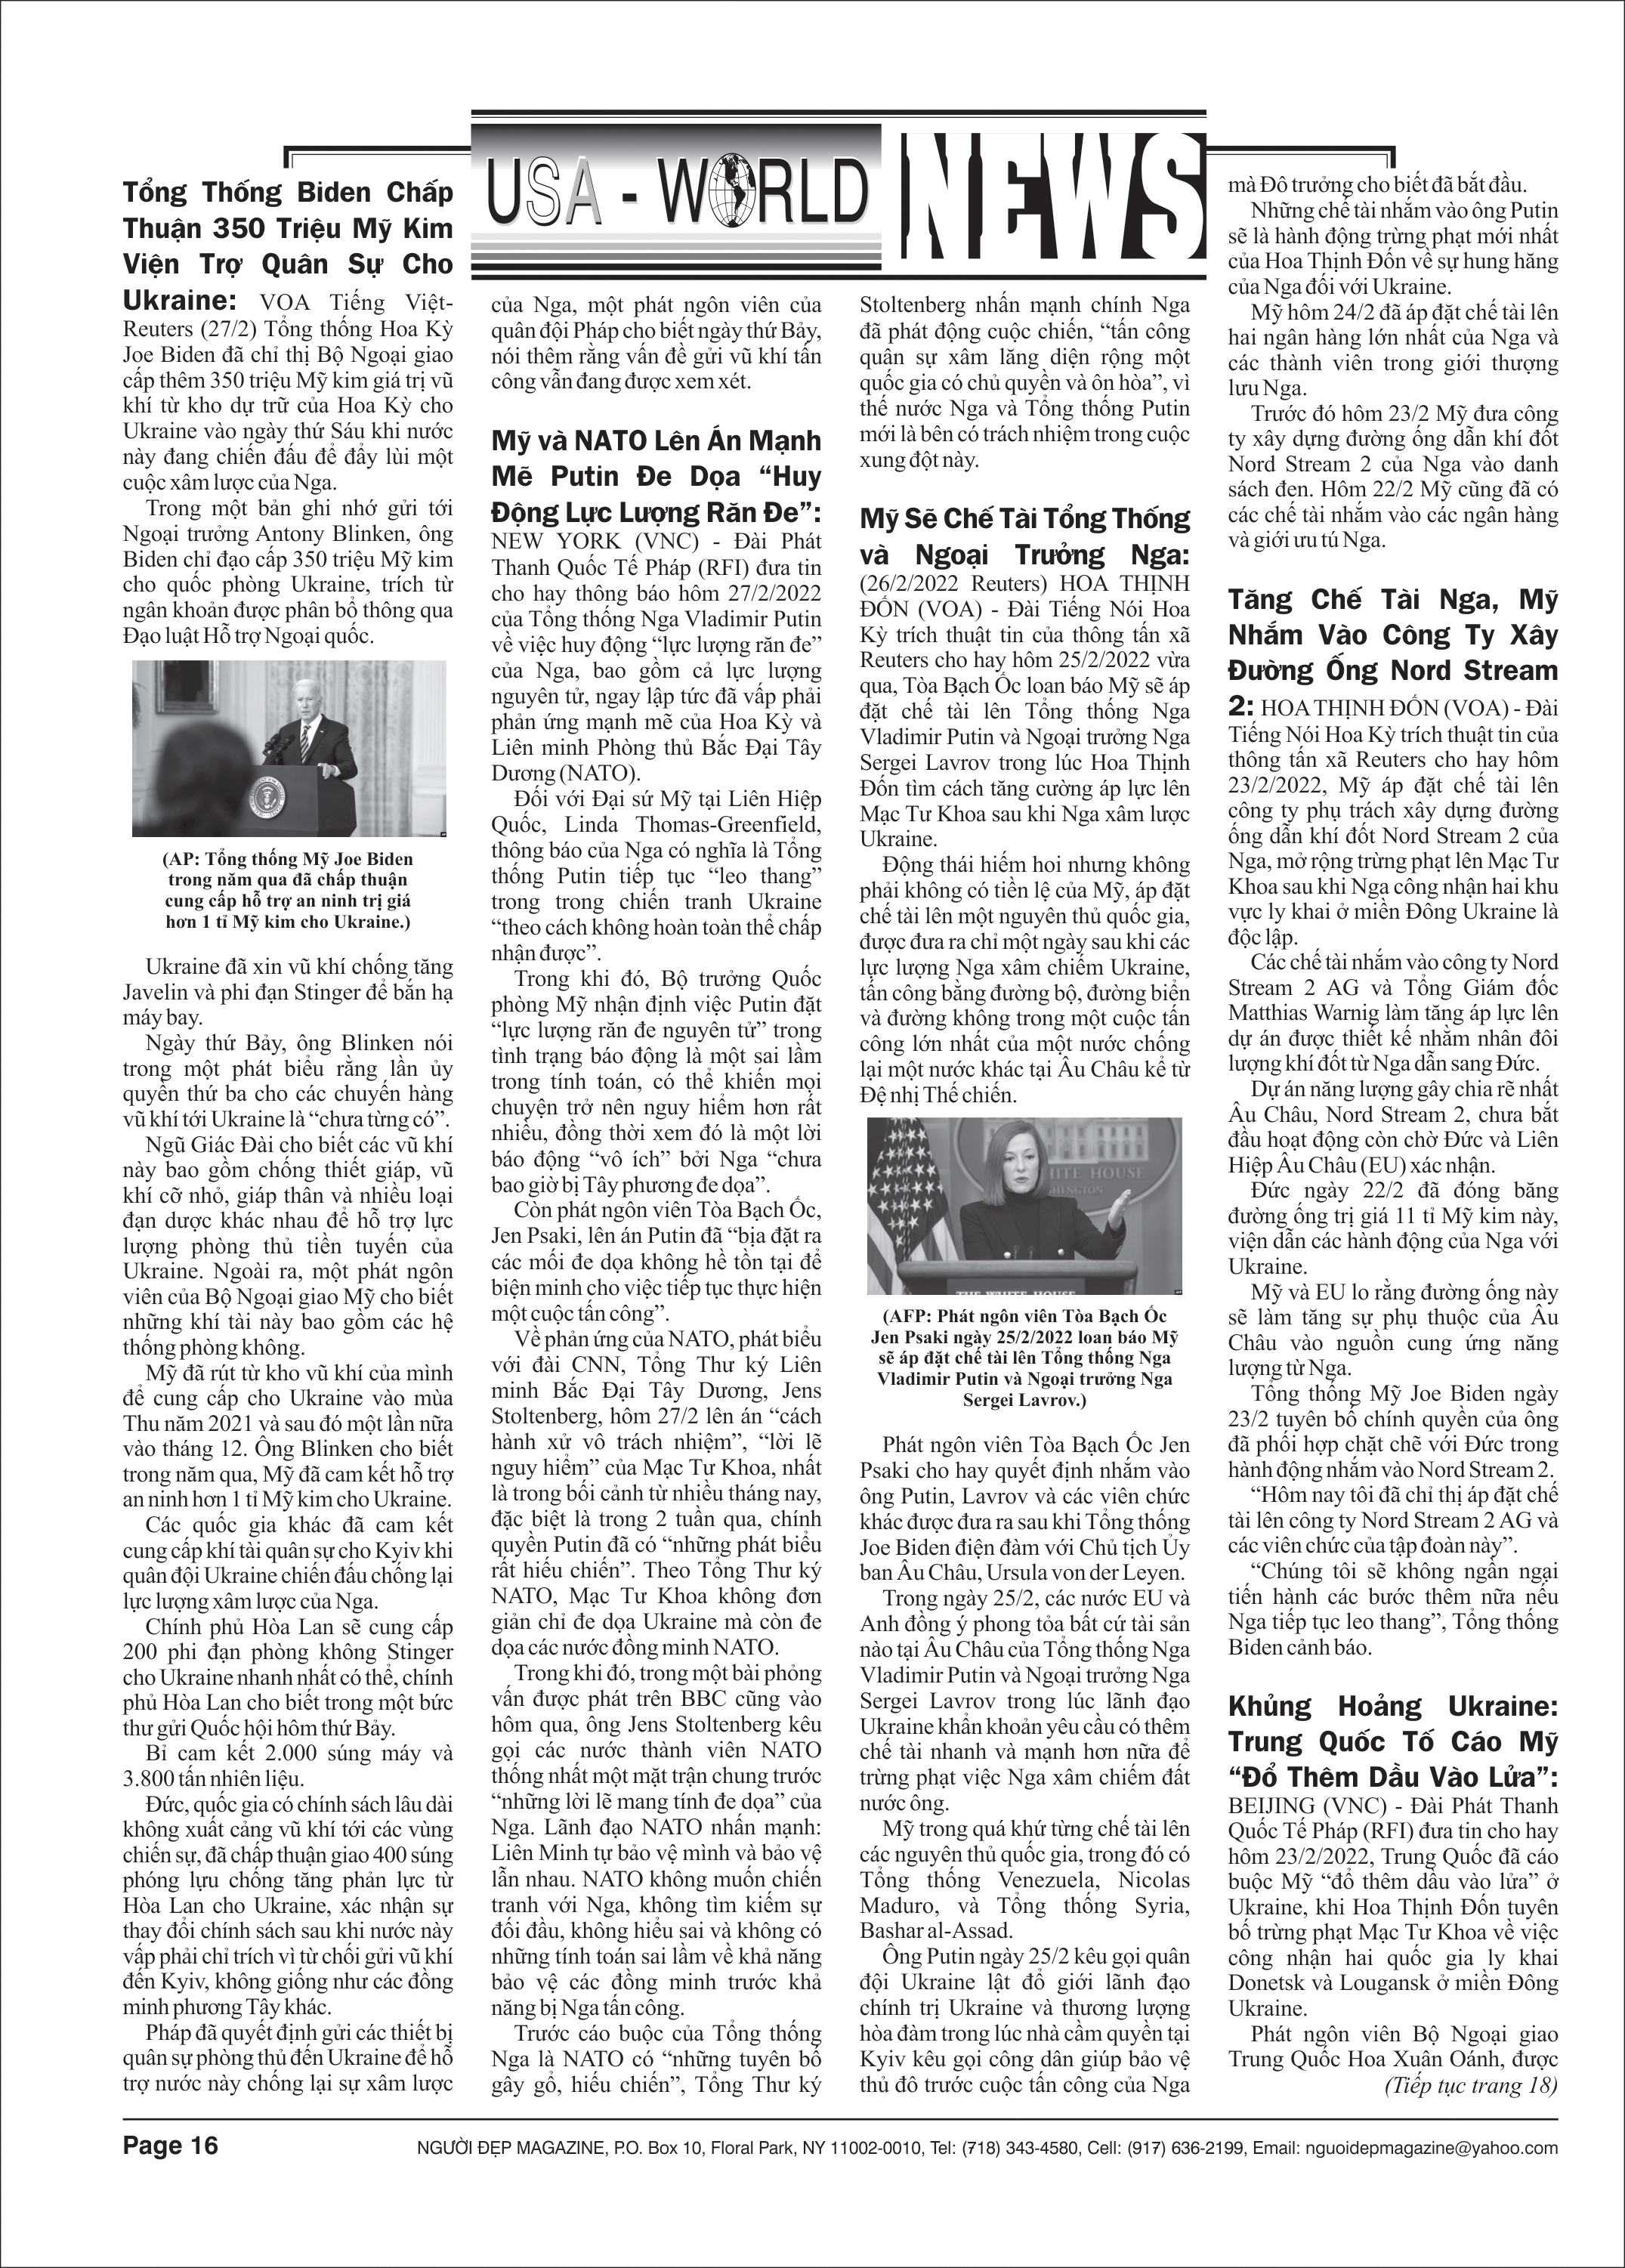 USA - WORLD NEWS
Tổng Thống Biden Chấp
Thuận 350 Triệu Mỹ Kim
Viện Trợ Quân Sự Cho
Ukraine: VOA Tiếng Việt-
Reuters (27/2) Tổng thống Hoa Kỳ
Joe Biden đã chỉ thị Bộ Ngoại giao
cấp thêm 350 triệu Mỹ kim giá trị vũ
khí từ kho dự trữ của Hoa Kỳ cho
Ukraine vào ngày thứ Sáu khi nước
này đang chiến đấu để đẩy lùi một
cuộc xâm lược của Nga.
Trong một bản ghi nhớ gửi tới
Ngoại trưởng Antony Blinken, ông
Biden chỉ đạo cấp 350 triệu Mỹ kim
cho quốc phòng Ukraine, trích từ
ngân khoản được phân bổ thông qua
Đạo luật Hỗ trợ Ngoại quốc.
(AP: Tổng thống Mỹ Joe Biden
trong năm qua đã chấp thuận
cung cấp hỗ trợ an ninh trị giá
hơn 1 tỉ Mỹ kim cho Ukraine.)
Ukraine đã xin vũ khí chống tăng
Javelin và phi đạn Stinger để bắn hạ
máy bay.
Ngày thứ Bảy, ông Blinken nói
trong một phát biểu rằng lần ủy
quyền thứ ba cho các chuyến hàng
vũ khí tới Ukraine là “chưa từng có”.
Ngũ Giác Đài cho biết các vũ khí
này bao gồm chống thiết giáp, vũ
khí cỡ nhỏ, giáp thân và nhiều loại
đạn dược khác nhau để hỗ trợ lực
lượng phòng thủ tiền tuyến của
Ukraine. Ngoài ra, một phát ngôn
viên của Bộ Ngoại giao Mỹ cho biết
những khí tài này bao gồm các hệ
thống phòng không.
Mỹ đã rút từ kho vũ khí của mình
để cung cấp cho Ukraine vào mùa
Thu năm 2021 và sau đó một lần nữa
vào tháng 12. Ông Blinken cho biết
trong năm qua, Mỹ đã cam kết hỗ trợ
an ninh hơn 1 tỉ Mỹ kim cho Ukraine.
Các quốc gia khác đã cam kết
cung cấp khí tài quân sự cho Kyiv khi
quân đội Ukraine chiến đấu chống lại
lực lượng xâm lược của Nga.
Chính phủ Hòa Lan sẽ cung cấp
200 phi đạn phòng không Stinger
cho Ukraine nhanh nhất có thể, chính
phủ Hòa Lan cho biết trong một bức
thư gửi Quốc hội hôm thứ Bảy.
Bỉ cam kết 2.000 súng máy và
3.800 tấn nhiên liệu.
Đức, quốc gia có chính sách lâu dài
không xuất cảng vũ khí tới các vùng
chiến sự, đã chấp thuận giao 400 súng
phóng lựu chống tăng phản lực từ
Hòa Lan cho Ukraine, xác nhận sự
thay đổi chính sách sau khi nước này
vấp phải chỉ trích vì từ chối gửi vũ khí
đến Kyiv, không giống như các đồng
minh phương Tây khác.
Pháp đã quyết định gửi các thiết bị
quân sự phòng thủ đến Ukraine để hỗ
trợ nước này chống lại sự xâm lược
của Nga, một phát ngôn viên của
quân đội Pháp cho biết ngày thứ Bảy,
nói thêm rằng vấn đề gửi vũ khí tấn
công vẫn đang được xem xét.
Mỹ và NATO Lên Án Mạnh
Mẽ Putin Đe Dọa “Huy
Động Lực Lượng Răn Đe”:
NEW YORK (VNC) - Đài Phát
Thanh Quốc Tế Pháp (RFI) đưa tin
cho hay thông báo hôm 27/2/2022
của Tổng thống Nga Vladimir Putin
về việc huy động “lực lượng răn đe”
của Nga, bao gồm cả lực lượng
nguyên tử, ngay lập tức đã vấp phải
phản ứng mạnh mẽ của Hoa Kỳ và
Liên minh Phòng thủ Bắc Đại Tây
Dương (NATO).
Đối với Đại sứ Mỹ tại Liên Hiệp
Quốc, Linda Thomas-Greenfield,
thông báo của Nga có nghĩa là Tổng
thống Putin tiếp tục “leo thang”
trong trong chiến tranh Ukraine
“theo cách không hoàn toàn thể chấp
nhận được”.
Trong khi đó, Bộ trưởng Quốc
phòng Mỹ nhận định việc Putin đặt
“lực lượng răn đe nguyên tử” trong
tình trạng báo động là một sai lầm
trong tính toán, có thể khiến mọi
chuyện trở nên nguy hiểm hơn rất
nhiều, đồng thời xem đó là một lời
báo động “vô ích” bởi Nga “chưa
bao giờ bị Tây phương đe dọa”.
Còn phát ngôn viên Tòa Bạch Ốc,
Jen Psaki, lên án Putin đã “bịa đặt ra
các mối đe dọa không hề tồn tại để
biện minh cho việc tiếp tục thực hiện
một cuộc tấn công”.
Về phản ứng của NATO, phát biểu
với đài CNN, Tổng Thư ký Liên
minh Bắc Đại Tây Dương, Jens
Stoltenberg, hôm 27/2 lên án “cách
hành xử vô trách nhiệm”, “lời lẽ
nguy hiểm” của Mạc Tư Khoa, nhất
là trong bối cảnh từ nhiều tháng nay,
đặc biệt là trong 2 tuần qua, chính
quyền Putin đã có “những phát biểu
rất hiếu chiến”. Theo Tổng Thư ký
NATO, Mạc Tư Khoa không đơn
giản chỉ đe dọa Ukraine mà còn đe
dọa các nước đồng minh NATO.
Trong khi đó, trong một bài phỏng
vấn được phát trên BBC cũng vào
hôm qua, ông Jens Stoltenberg kêu
gọi các nước thành viên NATO
thống nhất một mặt trận chung trước
“những lời lẽ mang tính đe dọa” của
Nga. Lãnh đạo NATO nhấn mạnh:
Liên Minh tự bảo vệ mình và bảo vệ
lẫn nhau. NATO không muốn chiến
tranh với Nga, không tìm kiếm sự
đối đầu, không hiểu sai và không có
những tính toán sai lầm về khả năng
bảo vệ các đồng minh trước khả
năng bị Nga tấn công.
Trước cáo buộc của Tổng thống
Nga là NATO có “những tuyên bố
gây gổ, hiếu chiến”, Tổng Thư ký
Stoltenberg nhấn mạnh chính Nga
đã phát động cuộc chiến, “tấn công
quân sự xâm lăng diện rộng một
quốc gia có chủ quyền và ôn hòa”, vì
thế nước Nga và Tổng thống Putin
mới là bên có trách nhiệm trong cuộc
xung đột này.
Mỹ Sẽ Chế Tài Tổng Thống
và Ngoại Trưởng Nga:
(26/2/2022 Reuters) HOA THỊNH
ĐỐN (VOA) - Đài Tiếng Nói Hoa
Kỳ trích thuật tin của thông tấn xã
Reuters cho hay hôm 25/2/2022 vừa
qua, Tòa Bạch Ốc loan báo Mỹ sẽ áp
đặt chế tài lên Tổng thống Nga
Vladimir Putin và Ngoại trưởng Nga
Sergei Lavrov trong lúc Hoa Thịnh
Đốn tìm cách tăng cường áp lực lên
Mạc Tư Khoa sau khi Nga xâm lược
Ukraine.
Động thái hiếm hoi nhưng không
phải không có tiền lệ của Mỹ, áp đặt
chế tài lên một nguyên thủ quốc gia,
được đưa ra chỉ một ngày sau khi các
lực lượng Nga xâm chiếm Ukraine,
tấn công bằng đường bộ, đường biển
và đường không trong một cuộc tấn
công lớn nhất của một nước chống
lại một nước khác tại Âu Châu kể từ
Đệ nhị Thế chiến.
WHITE HOUSE
THE WHITE HOUSE
(AFP: Phát ngôn viên Tòa Bạch Ốc
Jen Psaki ngày 25/2/2022 loan báo Mỹ
sẽ áp đặt chế tài lên Tổng thống Nga
Vladimir Putin và Ngoại trưởng Nga
Sergei Lavrov.)
Phát ngôn viên Tòa Bạch Ốc Jen
Psaki cho hay quyết định nhắm vào
ông Putin, Lavrov và các viên chức
khác được đưa ra sau khi Tổng thống
Joe Biden điện đàm với Chủ tịch Ủy
ban Âu Châu, Ursula von der Leyen.
Trong ngày 25/2, các nước EU và
Anh đồng ý phong tỏa bất cứ tài sản
nào tại Âu Châu của Tổng thống Nga
Vladimir Putin và Ngoại trưởng Nga
Sergei Lavrov trong lúc lãnh đạo
Ukraine khẩn khoản yêu cầu có thêm
chế tài nhanh và mạnh hơn nữa để
trừng phạt việc Nga xâm chiếm đất
nước ông.
Mỹ trong quá khứ từng chế tài lên
các nguyên thủ quốc gia, trong đó có
Tổng thống Venezuela, Nicolas
Maduro, và Tổng thống Syria,
Bashar al-Assad.
Ông Putin ngày 25/2 kêu gọi quân
đội Ukraine lật đổ giới lãnh đạo
chính trị Ukraine và thương lượng
hòa đàm trong lúc nhà cầm quyền tại
Kyiv kêu gọi công dân giúp bảo vệ
thủ đô trước cuộc tấn công của Nga
mà Đô trưởng cho biết đã bắt đầu.
Những chế tài nhắm vào ông Putin
sẽ là hành động trừng phạt mới nhất
của Hoa Thịnh Đốn về sự hung hăng
của Nga đối với Ukraine.
Mỹ hôm 24/2 đã áp đặt chế tài lên
hai ngân hàng lớn nhất của Nga và
các thành viên trong giới thượng
lưu Nga.
Trước đó hôm 23/2 Mỹ đưa công
ty xây dựng đường ống dẫn khí đốt
Nord Stream 2 của Nga vào danh
sách đen. Hôm 22/2 Mỹ cũng đã có
các chế tài nhắm vào các ngân hàng
và giới ưu tú Nga.
Tăng Chế Tài Nga, Mỹ
Nhắm Vào Công Ty Xây
Đường Ống Nord Stream
2: HOA THỊNH ĐỐN (VOA) - Đài
Tiếng Nói Hoa Kỳ trích thuật tin của
thông tấn xã Reuters cho hay hôm
23/2/2022, Mỹ áp đặt chế tài lên
công ty phụ trách xây dựng đường
ống dẫn khí đốt Nord Stream 2 của
Nga, mở rộng trừng phạt lên Mạc Tư
Khoa sau khi Nga công nhận hai khu
vực ly khai ở miền Đông Ukraine là
độc lập.
Các chế tài nhắm vào công ty Nord
Stream 2 AG và Tổng Giám đốc
Matthias Warnig làm tăng áp lực lên
dự án được thiết kế nhằm nhân đôi
lượng khí đốt từ Nga dẫn sang Đức.
Dự án năng lượng gây chia rẽ nhất
Âu Châu, Nord Stream 2, chưa bắt
đầu hoạt động còn chờ Đức và Liên
Hiệp Âu Châu (EU) xác nhận.
Đức ngày 22/2 đã đóng băng
đường ống trị giá 11 tỉ Mỹ kim này,
viện dẫn các hành động của Nga với
Ukraine.
Mỹ và EU lo rằng đường ống này
sẽ làm tăng sự phụ thuộc của Âu
Châu vào nguồn cung ứng năng
lượng từ Nga.
Tổng thống Mỹ Joe Biden ngày
23/2 tuyên bố chính quyền của ông
đã phối hợp chặt chẽ với Đức trong
hành động nhắm vào Nord Stream 2.
“Hôm nay tôi đã chỉ thị áp đặt chế
tài lên công ty Nord Stream 2 AG và
các viên chức của tập đoàn này”.
“Chúng tôi sẽ không ngần ngại
tiến hành các bước thêm nữa nếu
Nga tiếp tục leo thang”, Tổng thống
Biden cảnh báo.
Khủng Hoảng Ukraine:
Trung Quốc Tố Cáo Mỹ
“Đổ Thêm Dầu Vào Lửa”:
BEIJING (VNC) - Đài Phát Thanh
Quốc Tế Pháp (RFI) đưa tin cho hay
hôm 23/2/2022, Trung Quốc đã cáo
buộc Mỹ “đổ thêm dầu vào lửa” ở
Ukraine, khi Hoa Thịnh Đốn tuyên
bố trừng phạt Mạc Tư Khoa về việc
công nhận hai quốc gia ly khai
Donetsk và Lougansk ở miền Đông
Ukraine.
Phát ngôn viên Bộ Ngoại giao
Trung Quốc Hoa Xuân Oánh, được
(Tiếp tục trang 18)
Page 16
NGƯỜI ĐẸP MAGAZINE, P.O. Box 10, Floral Park, NY 11002-0010, Tel: (718) 343-4580, Cell: (917) 636-2199, Email: nguoidepmagazine@yahoo.com